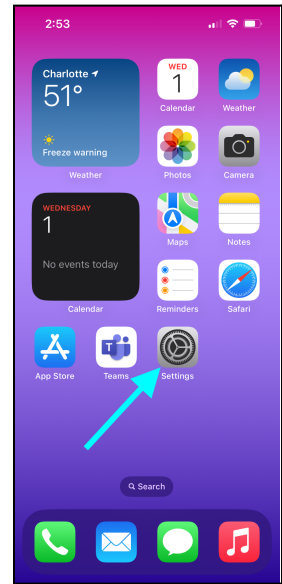 2:53
Charlotte
51°
Freeze warning
Weather
WED
1
Calendar
Weather
Photos
Camera
WEDNESDAY
1
No events today
Calendar
Maps
Notes
Reminders
Safari
App Store
Teams
Settings
Search